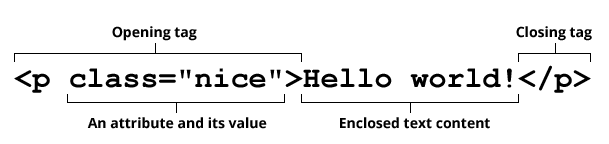 Opening tag
Closing tag
<p class="nice">Hello world!</p>
An attribute and its value
Enclosed text content